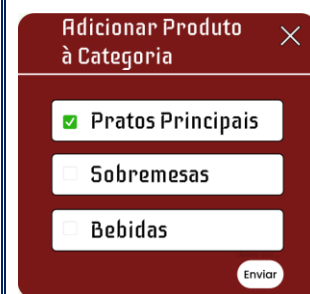 Adicionar Produto
à Categoria
Pratos Principais
Sobremesas
Bebidas
Enviar